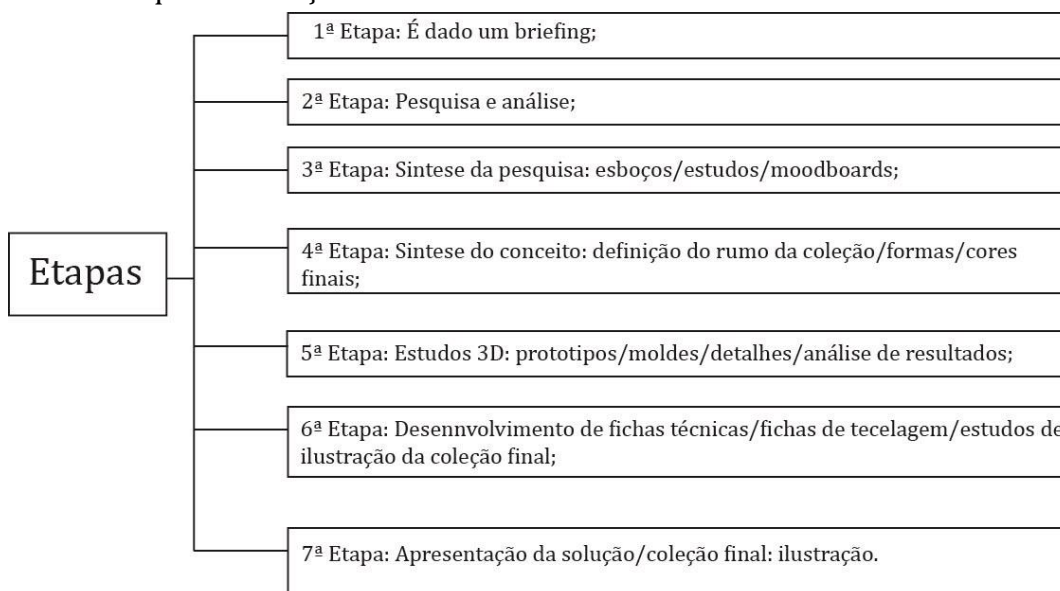 1ª Etapa: É dado um briefing;
2ª Etapa: Pesquisa e análise;
3ª Etapa: Sintese da pesquisa: esboços/estudos/moodboards;
4ª Etapa: Sintese do conceito: definição do rumo da coleção/formas/cores
finais;
Etapas
5ª Etapa: Estudos 3D: prototipos/moldes/detalhes/análise de resultados;
6ª Etapa: Desennvolvimento de fichas técnicas/fichas de tecelagem/estudos de
ilustração da coleção final;
7ª Etapa: Apresentação da solução/coleção final: ilustração.